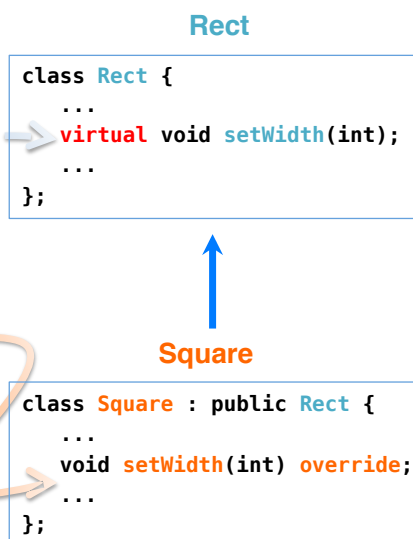 Rect
class Rect {
...
virtual void setWidth(int);
...
};
Square
class Square : public Rect {
...
void setWidth(int) override;
...
};